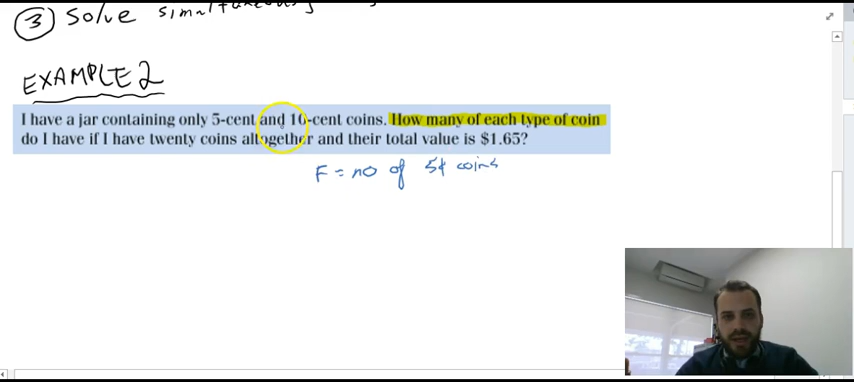 ③ Solve simultaneously
EXAMPLE 2
I have a jar containing only 5-cent and 10-cent coins. How many of each type of coin
do I have if I have twenty coins altogether and their total value is $1.65?
F = no of 5¢ coins